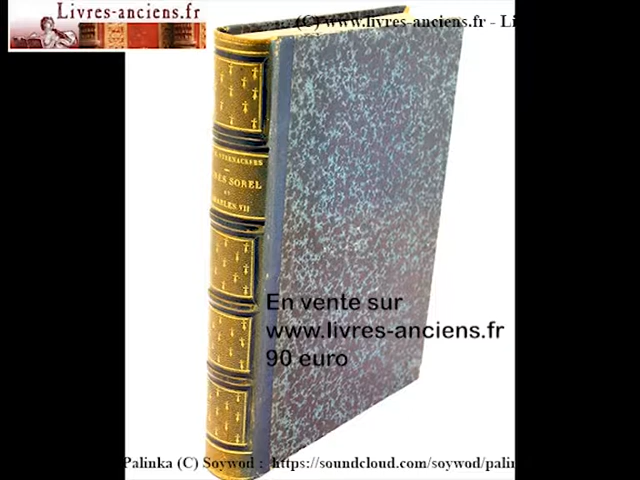 Livres-anciens.fr
(C) www.livres-anciens.fr - Li
STEENACKERS
SOREL
ET
CHARLES VII
En vente sur
www.livres-anciens.fr
90 euro
Palinka (C) Soywod : https://soundcloud.com/soywod/palin